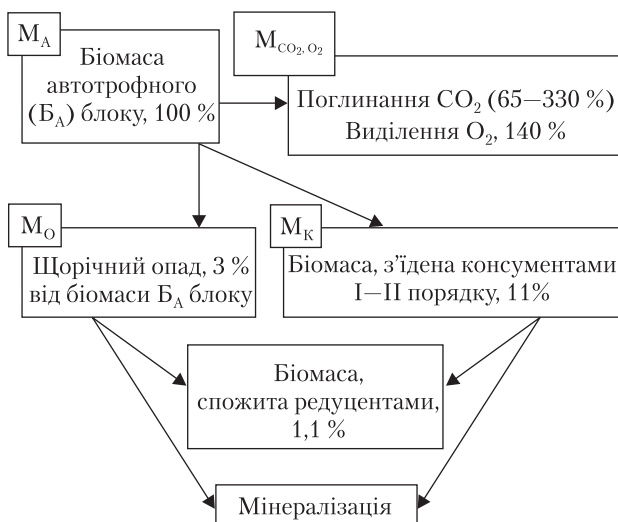 M_A
Біомаса
автотрофного
(Б_A) блоку, 100 %
M_CO₂, O₂
Поглинання CO₂ (65—330 %)
Виділення O₂, 140 %
M_O
Щорічний опад, 3 %
від біомаси Б_A блоку
M_K
Біомаса, з'їдена консументами
I—II порядку, 11%
Біомаса,
спожита редуцентами,
1,1 %
Мінералізація